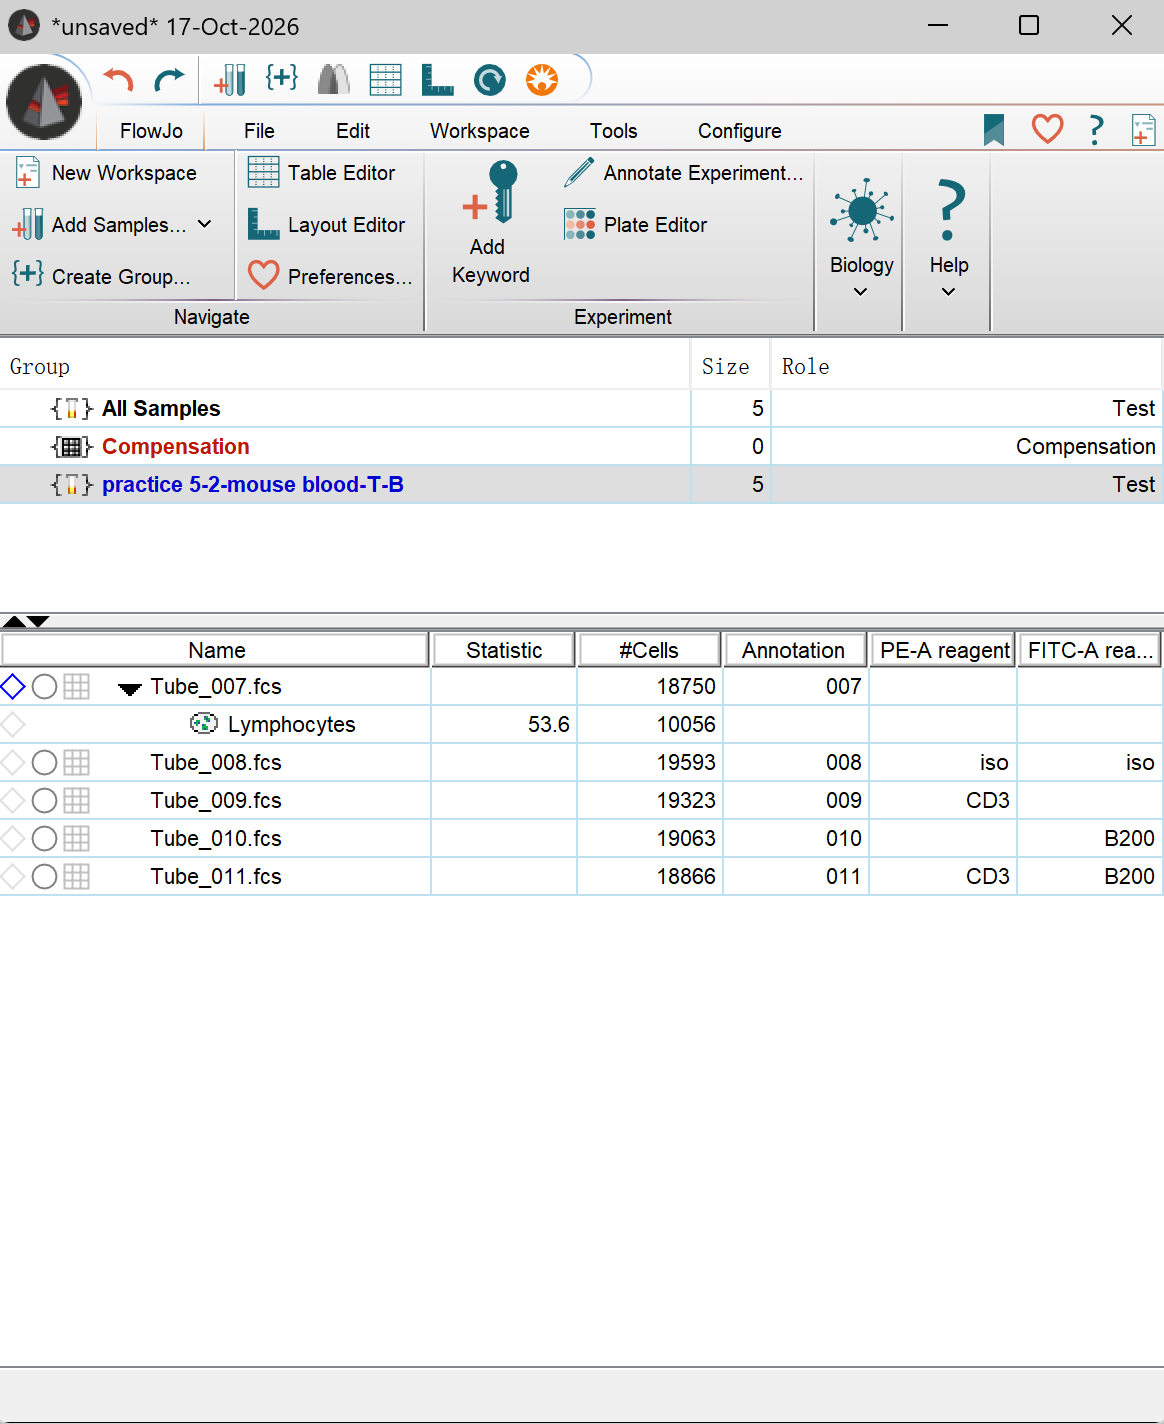 *unsaved* 17-Oct-2026
FlowJo File Edit Workspace Tools Configure
New Workspace
Add Samples...
Create Group...
Table Editor
Layout Editor
Preferences...
Navigate
Add
Keyword
Annotate Experiment...
Plate Editor
Experiment
Biology
Help
Group Size Role
All Samples 5 Test
Compensation 0 Compensation
practice 5-2-mouse blood-T-B 5 Test
Name Statistic #Cells Annotation PE-A reagent FITC-A rea...
Tube_007.fcs 18750 007
Lymphocytes 53.6 10056
Tube_008.fcs 19593 008 iso iso
Tube_009.fcs 19323 009 CD3
Tube_010.fcs 19063 010 B200
Tube_011.fcs 18866 011 CD3 B200